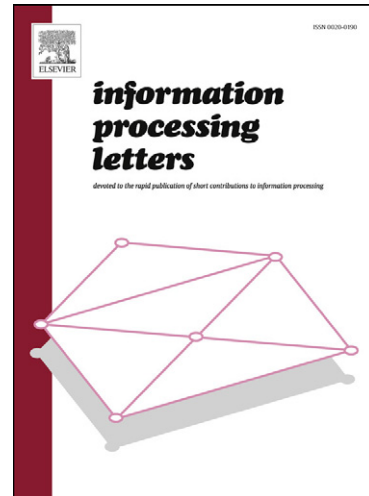 ISSN 0020-0190
ELSEVIER
information
processing
letters
devoted to the rapid publication of short contributions to information processing